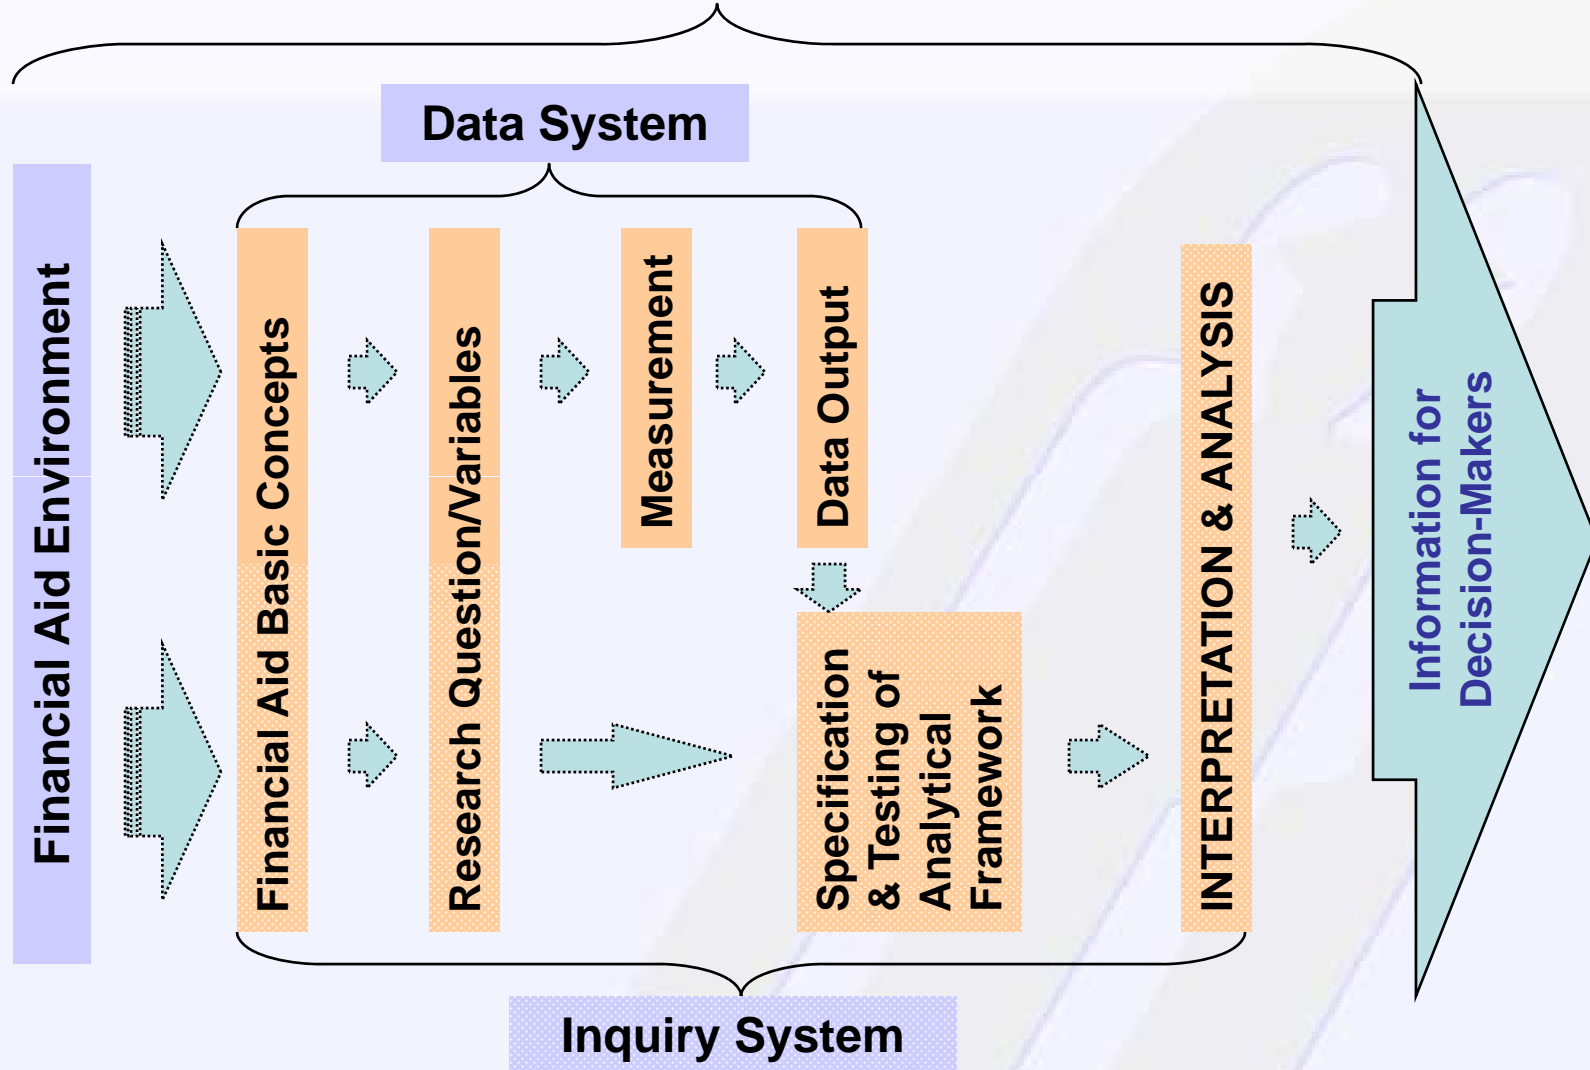 Data System
Financial Aid Environment
Financial Aid Basic Concepts
Research Question/Variables
Measurement
Data Output
Specification
& Testing of
Analytical
Framework
INTERPRETATION & ANALYSIS
Information for
Decision-Makers
Inquiry System